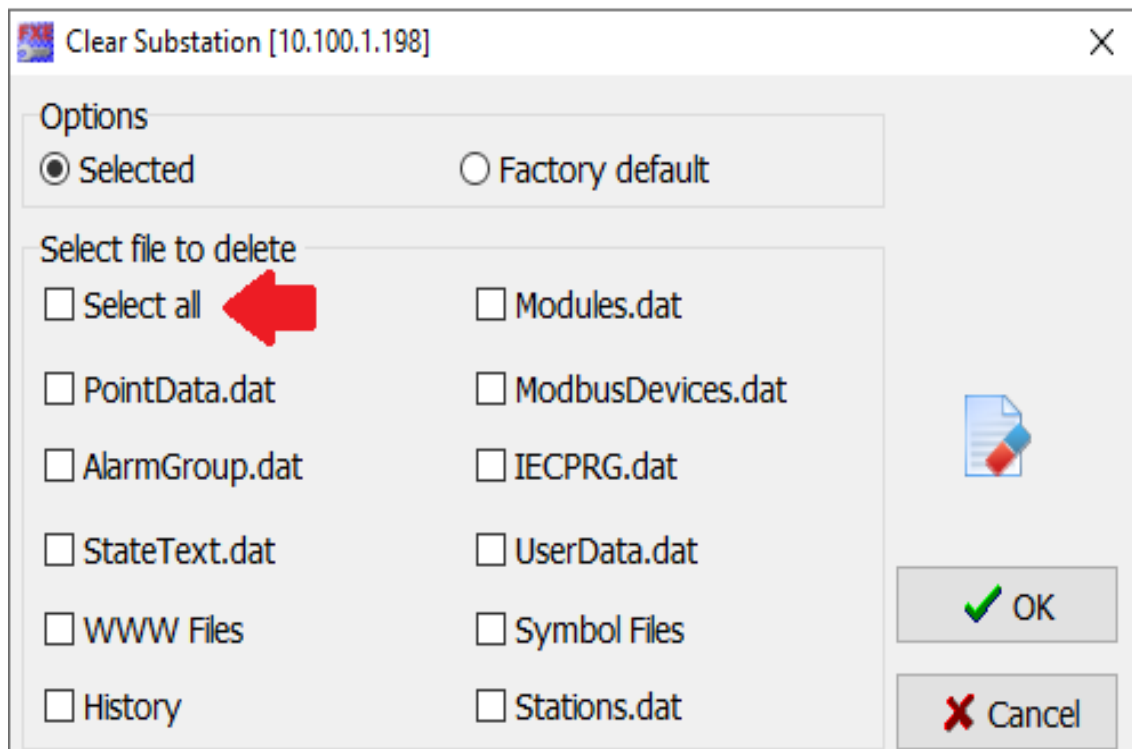 FXE
Clear Substation [10.100.1.198]
Options
Selected
Factory default
Select file to delete
Select all
Modules.dat
PointData.dat
ModbusDevices.dat
AlarmGroup.dat
IECPRG.dat
StateText.dat
UserData.dat
WWW Files
Symbol Files
History
Stations.dat
OK
Cancel